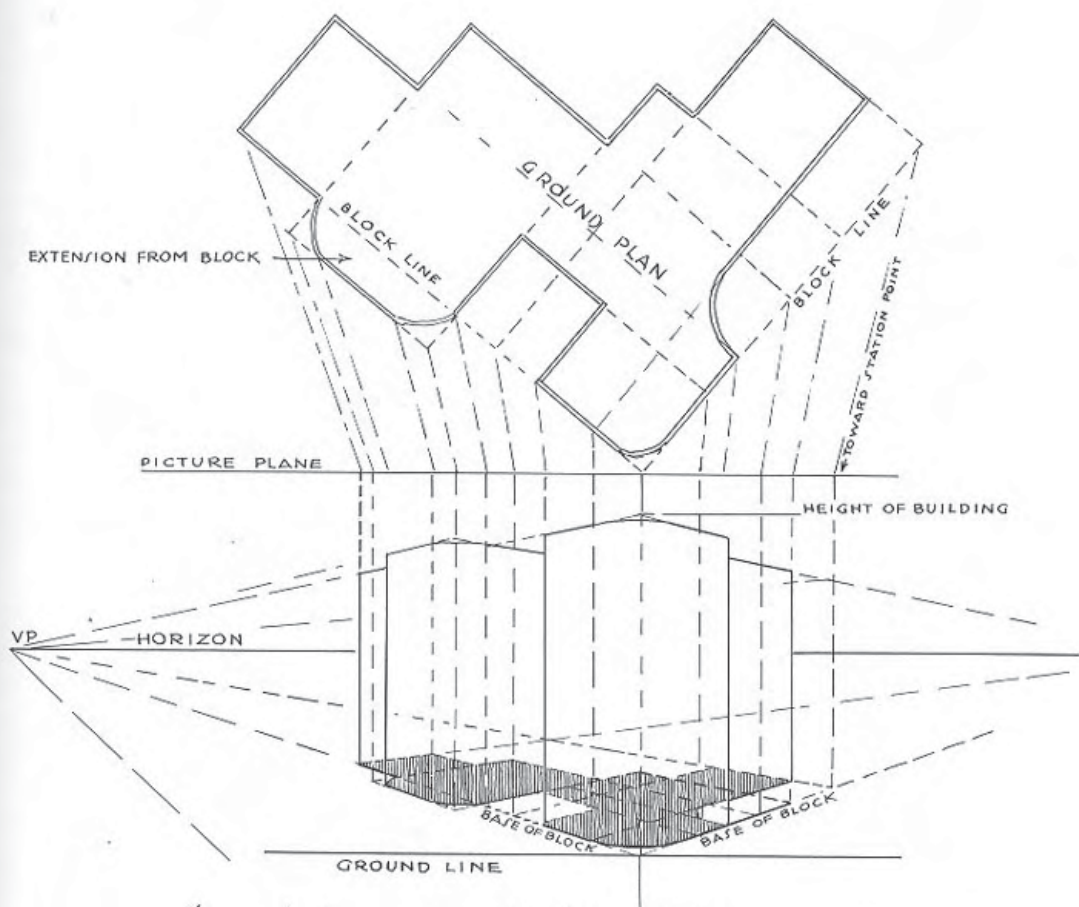 GROUND PLAN
BLOCK LINE
EXTENSION FROM BLOCK
BLOCK LINE
TOWARD STATION POINT
PICTURE PLANE
HEIGHT OF BUILDING
VP
HORIZON
BASE OF BLOCK
BASE OF BLOCK
GROUND LINE